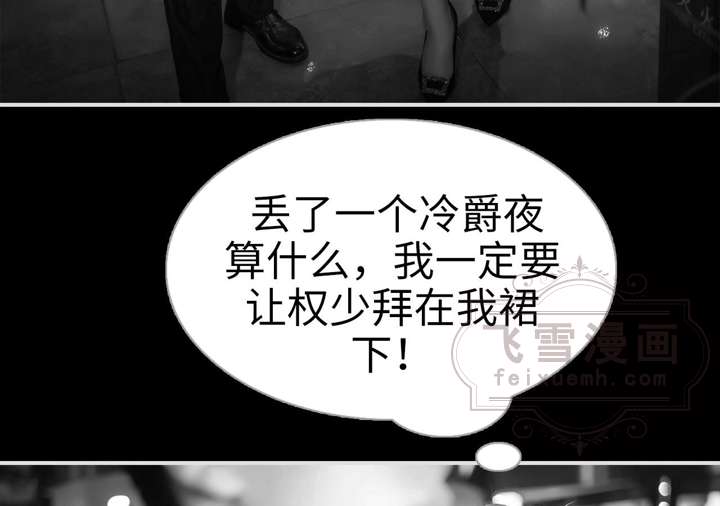 丢了一个冷爵夜
算什么，我一定要
让权少拜在我裙
下！
飞雪漫画
feixuemh.com